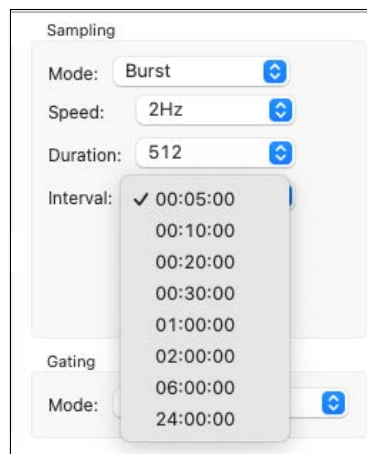 Sampling
Mode: Burst
Speed: 2Hz
Duration: 512
Interval: ✓ 00:05:00
00:10:00
00:20:00
00:30:00
01:00:00
02:00:00
06:00:00
24:00:00
Gating
Mode: